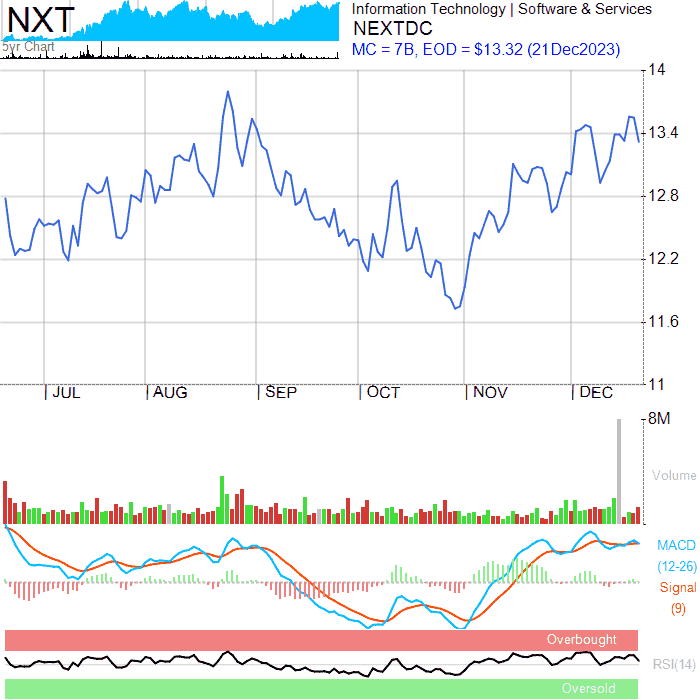 NXT
5yr Chart
Information Technology | Software & Services
NEXTDC
MC = 7B, EOD = $13.32 (21Dec2023)
14
13.4
12.8
12.2
11.6
11
JUL AUG SEP OCT NOV DEC
8M
Volume
MACD
(12-26)
Signal
(9)
Overbought
RSI(14)
Oversold